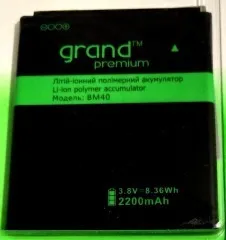 grand™
premium
Літій-іонний полімерний акумулятор
Li-ion polymer accumulator
Модель: BM40
3.8V=8.36Wh
2200mAh